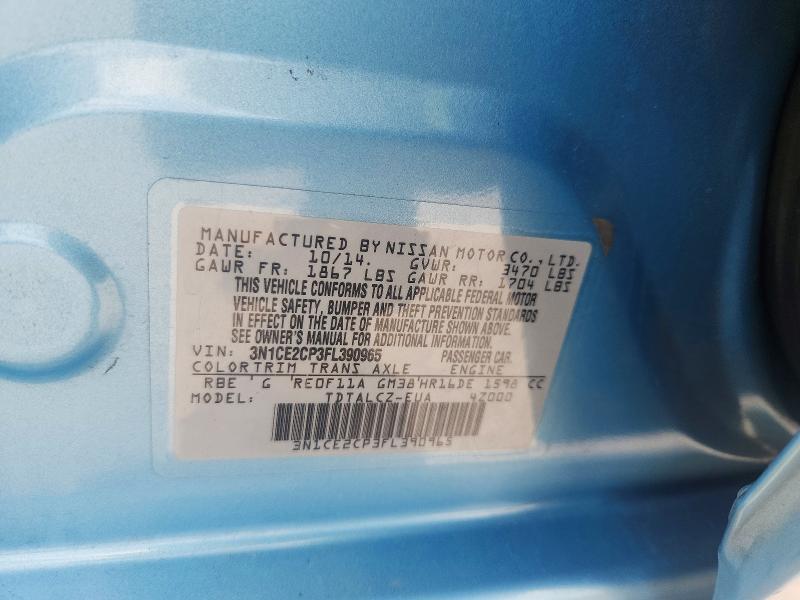 MANUFACTURED BY NISSAN MOTOR CO., LTD.
DATE: 10/14. GVWR: 3470 LBS
GAWR FR: 1867 LBS GAWR RR: 1704 LBS
THIS VEHICLE CONFORMS TO ALL APPLICABLE FEDERAL MOTOR
VEHICLE SAFETY, BUMPER AND THEFT PREVENTION STANDARDS
IN EFFECT ON THE DATE OF MANUFACTURE SHOWN ABOVE.
SEE OWNER'S MANUAL FOR ADDITIONAL INFORMATION.
VIN: 3N1CE2CP3FL390965 PASSENGER CAR.
COLOR TRIM TRANS AXLE ENGINE
RBE G RE0F11A GM38 HR16DE 1598 CC
MODEL: TDTALCZ-EUA 4Z000
3N1CE2CP3FL390965